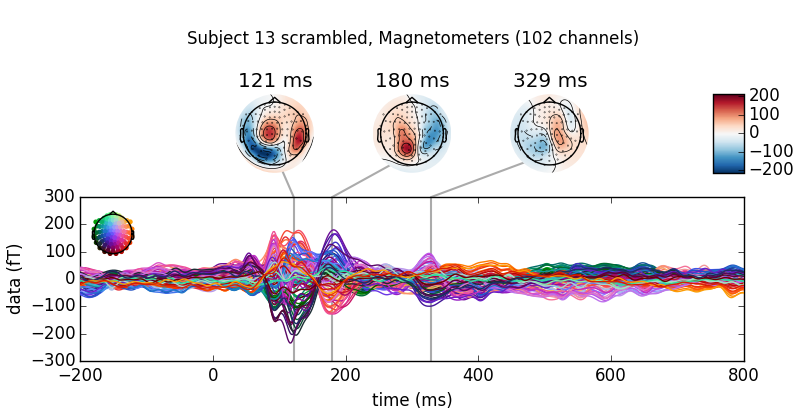 Subject 13 scrambled, Magnetometers (102 channels)
121 ms 180 ms 329 ms
200
100
0
−100
−200
300
200
100
0
−100
−200
−300
data (fT)
−200 0 200 400 600 800
time (ms)